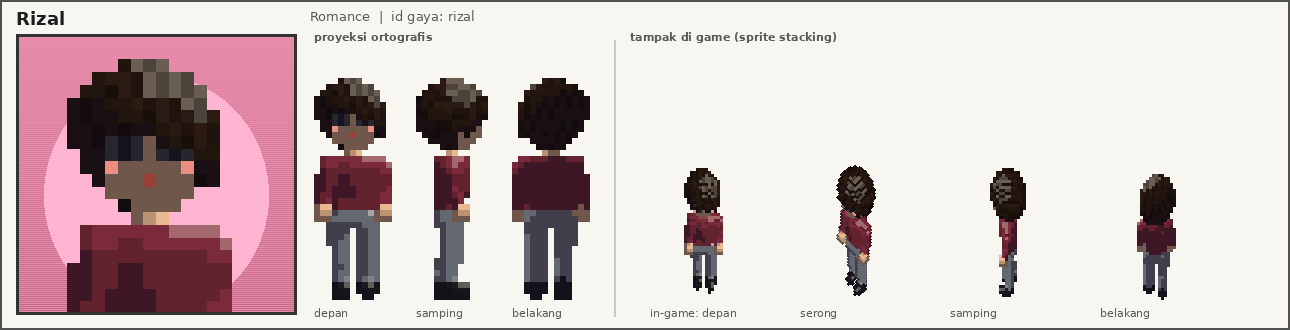 Rizal
Romance | id gaya: rizal
proyeksi ortografis
tampak di game (sprite stacking)
depan
samping
belakang
in-game: depan
serong
samping
belakang